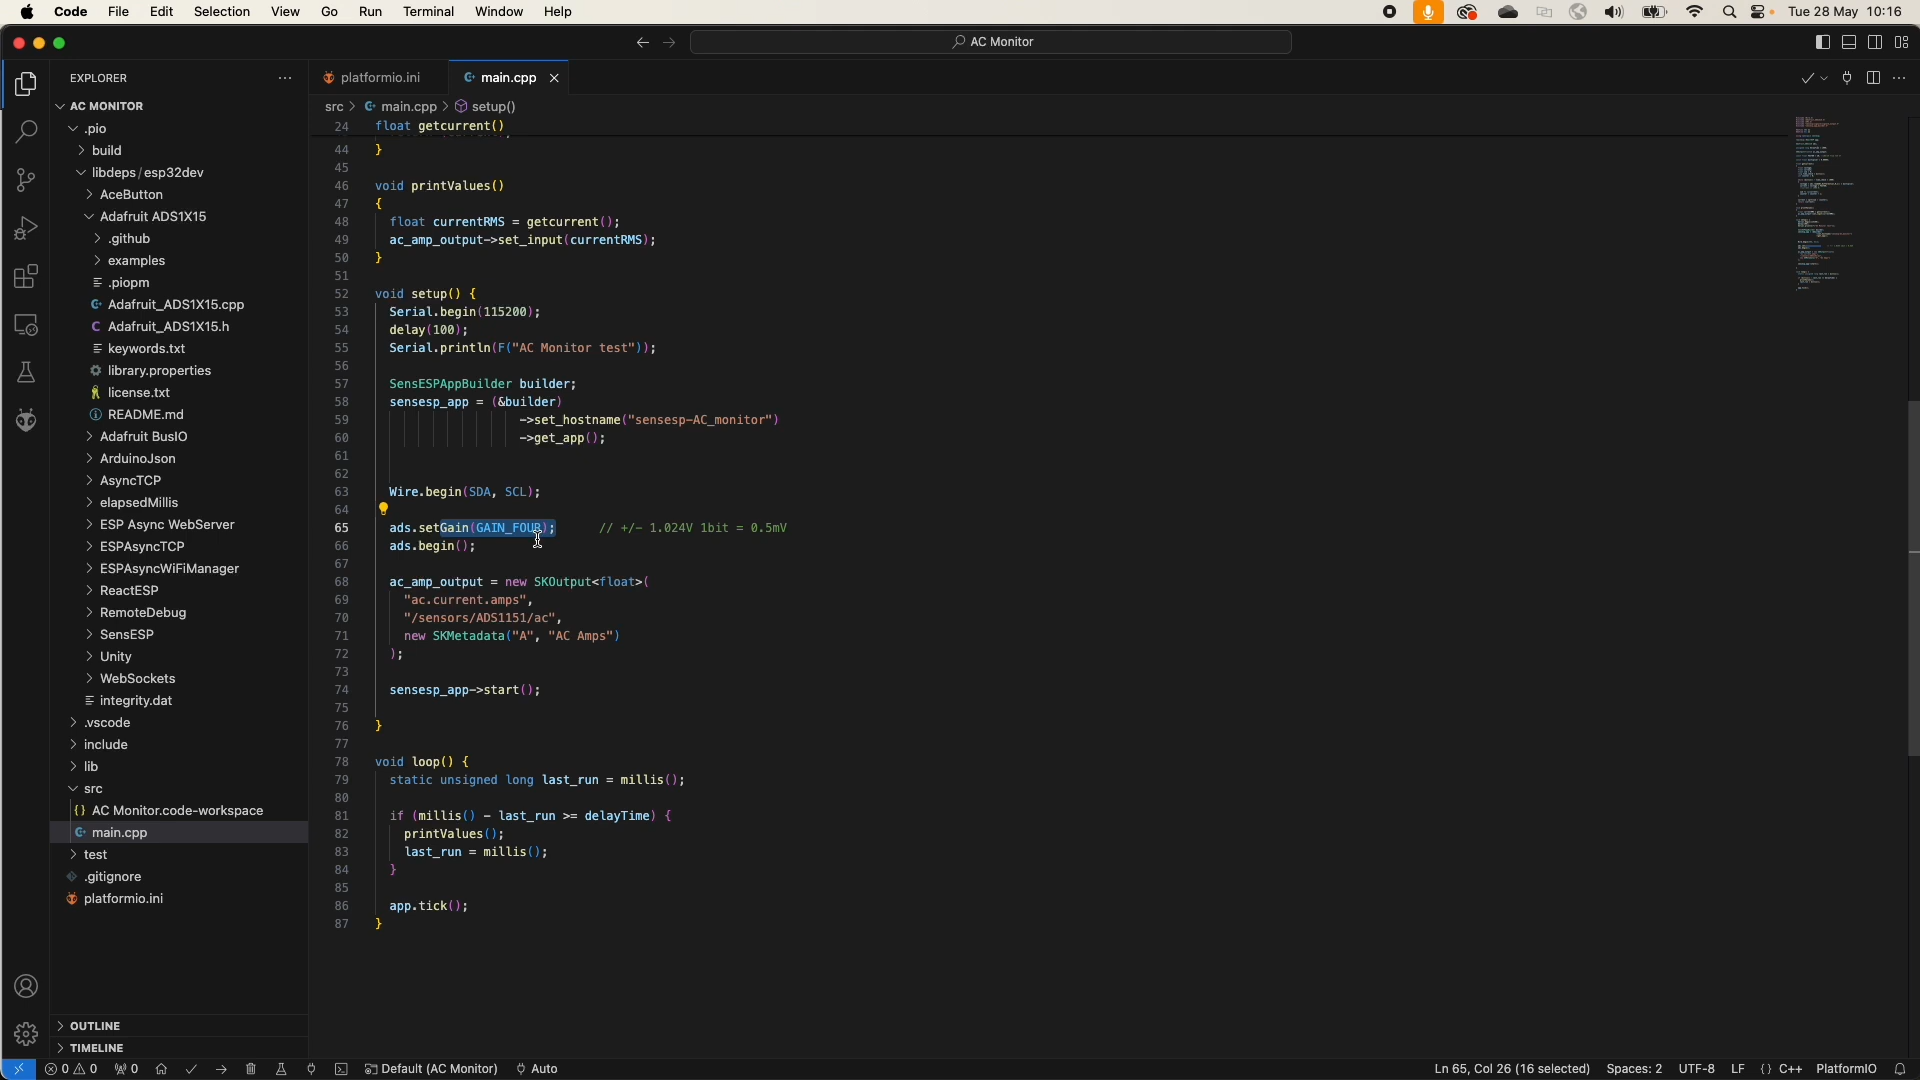 Code File Edit Selection View Go Run Terminal Window Help
Tue 28 May 10:16
AC Monitor
EXPLORER
platformio.ini
main.cpp
AC MONITOR
src > main.cpp > setup()
.pio
build
libdeps / esp32dev
AceButton
Adafruit ADS1X15
.github
examples
.piopm
Adafruit_ADS1X15.cpp
Adafruit_ADS1X15.h
keywords.txt
library.properties
license.txt
README.md
Adafruit BusIO
ArduinoJson
AsyncTCP
elapsedMillis
ESP Async WebServer
ESPAsyncTCP
ESPAsyncWiFiManager
ReactESP
RemoteDebug
SensESP
Unity
WebSockets
integrity.dat
.vscode
include
lib
src
AC Monitor.code-workspace
main.cpp
test
.gitignore
platformio.ini
OUTLINE
TIMELINE
24 float getcurrent()
44 }
45
46 void printValues()
47 {
48 float currentRMS = getcurrent();
49 ac_amp_output->set_input(currentRMS);
50 }
51
52 void setup() {
53 Serial.begin(115200);
54 delay(100);
55 Serial.println(F("AC Monitor test"));
56
57 SensESPAppBuilder builder;
58 sensesp_app = (&builder)
59 ->set_hostname("sensesp-AC_monitor")
60 ->get_app();
61
62
63 Wire.begin(SDA, SCL);
64
65 ads.setGain(GAIN_FOUR); // +/- 1.024V 1bit = 0.5mV
66 ads.begin();
67
68 ac_amp_output = new SKOutput<float>(
69 "ac.current.amps",
70 "/sensors/ADS1151/ac",
71 new SKMetadata("A", "AC Amps")
72 );
73
74 sensesp_app->start();
75
76 }
77
78 void loop() {
79 static unsigned long last_run = millis();
80
81 if (millis() - last_run >= delayTime) {
82 printValues();
83 last_run = millis();
84 }
85
86 app.tick();
87 }
0 0 0 Default (AC Monitor) Auto
Ln 65, Col 26 (16 selected) Spaces: 2 UTF-8 LF {} C++ PlatformIO